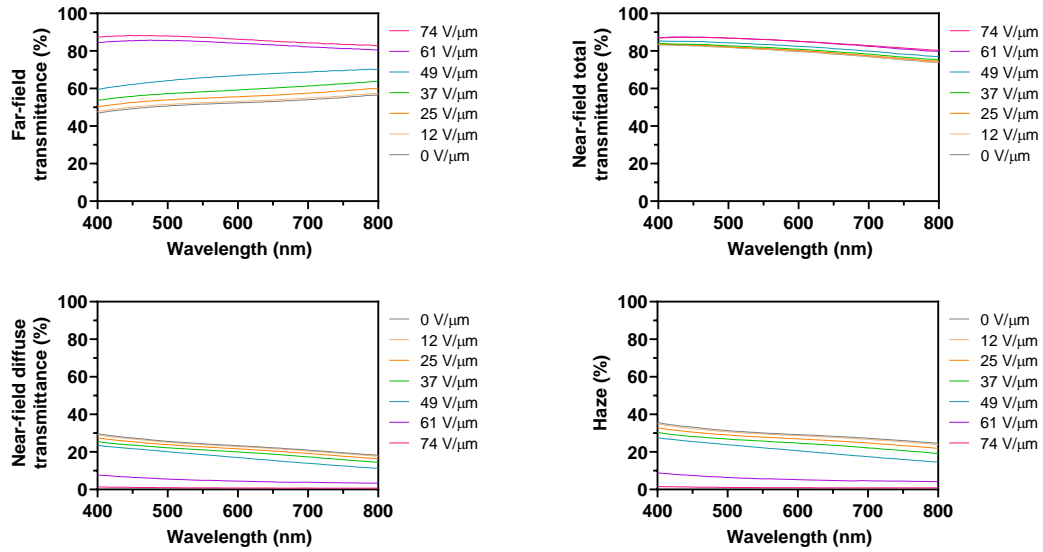 Far-field
transmittance (%)
100
80
60
40
20
0
400 500 600 700 800
Wavelength (nm)
74 V/μm
61 V/μm
49 V/μm
37 V/μm
25 V/μm
12 V/μm
0 V/μm
Near-field total
transmittance (%)
100
80
60
40
20
0
400 500 600 700 800
Wavelength (nm)
74 V/μm
61 V/μm
49 V/μm
37 V/μm
25 V/μm
12 V/μm
0 V/μm
Near-field diffuse
transmittance (%)
100
80
60
40
20
0
400 500 600 700 800
Wavelength (nm)
0 V/μm
12 V/μm
25 V/μm
37 V/μm
49 V/μm
61 V/μm
74 V/μm
Haze (%)
100
80
60
40
20
0
400 500 600 700 800
Wavelength (nm)
0 V/μm
12 V/μm
25 V/μm
37 V/μm
49 V/μm
61 V/μm
74 V/μm